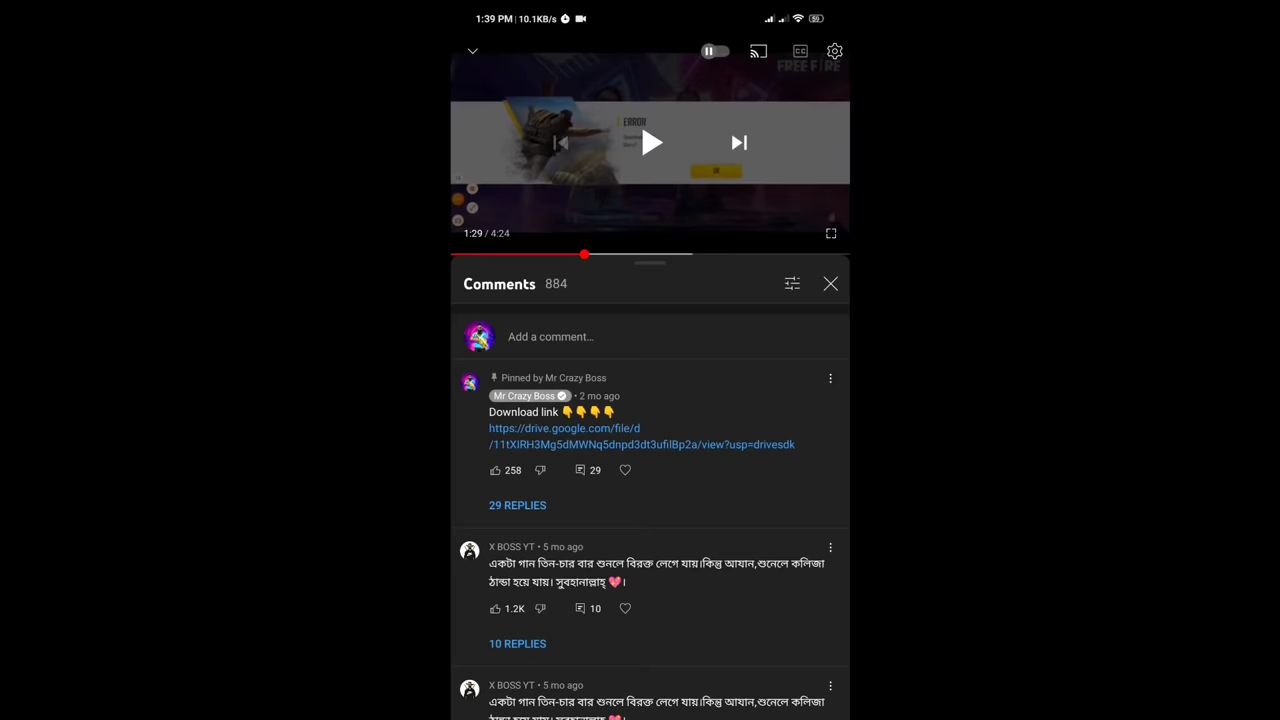 1:39 PM | 10.1KB/s
59
CC
FREE FIRE
ERROR
1:29 / 4:24
Comments 884
Add a comment...
Pinned by Mr Crazy Boss
Mr Crazy Boss • 2 mo ago
Download link 👇👇👇👇
https://drive.google.com/file/d
/11tXIRH3Mg5dMWNq5dnpd3dt3ufilBp2a/view?usp=drivesdk
258 29
29 REPLIES
X BOSS YT • 5 mo ago
একটা গান তিন-চার বার শুনলে বিরক্ত লেগে যায়।কিন্তু আযান,শুনেলে কলিজা
ঠান্ডা হয়ে যায়। সুবহানাল্লাহ্ 💖।
1.2K 10
10 REPLIES
X BOSS YT • 5 mo ago
একটা গান তিন-চার বার শুনলে বিরক্ত লেগে যায়।কিন্তু আযান,শুনেলে কলিজা